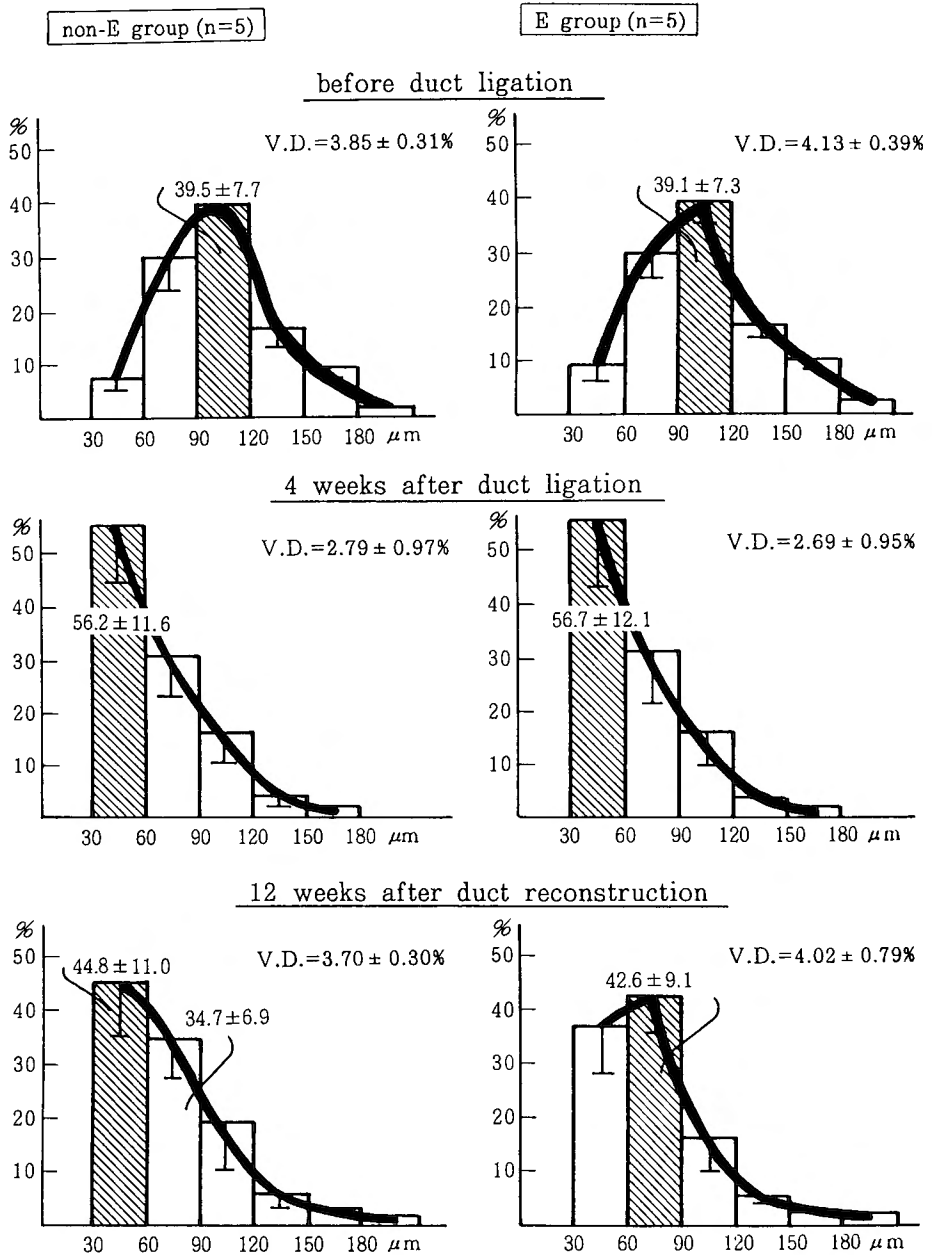 non-E group (n=5)
E group (n=5)
before duct ligation
%
50
40
30
20
10
V.D.=3.85 ± 0.31%
39.5 ± 7.7
30 60 90 120 150 180 μm
%
50
40
30
20
10
V.D.=4.13 ± 0.39%
39.1 ± 7.3
30 60 90 120 150 180 μm
4 weeks after duct ligation
%
50
40
30
20
10
V.D.=2.79 ± 0.97%
56.2 ± 11.6
30 60 90 120 150 180 μm
%
50
40
30
20
10
V.D.=2.69 ± 0.95%
56.7 ± 12.1
30 60 90 120 150 180 μm
12 weeks after duct reconstruction
%
50
40
30
20
10
V.D.=3.70 ± 0.30%
44.8 ± 11.0
34.7±6.9
30 60 90 120 150 180 μm
%
50
40
30
20
10
V.D.=4.02 ± 0.79%
42.6 ± 9.1
30 60 90 120 150 180 μm